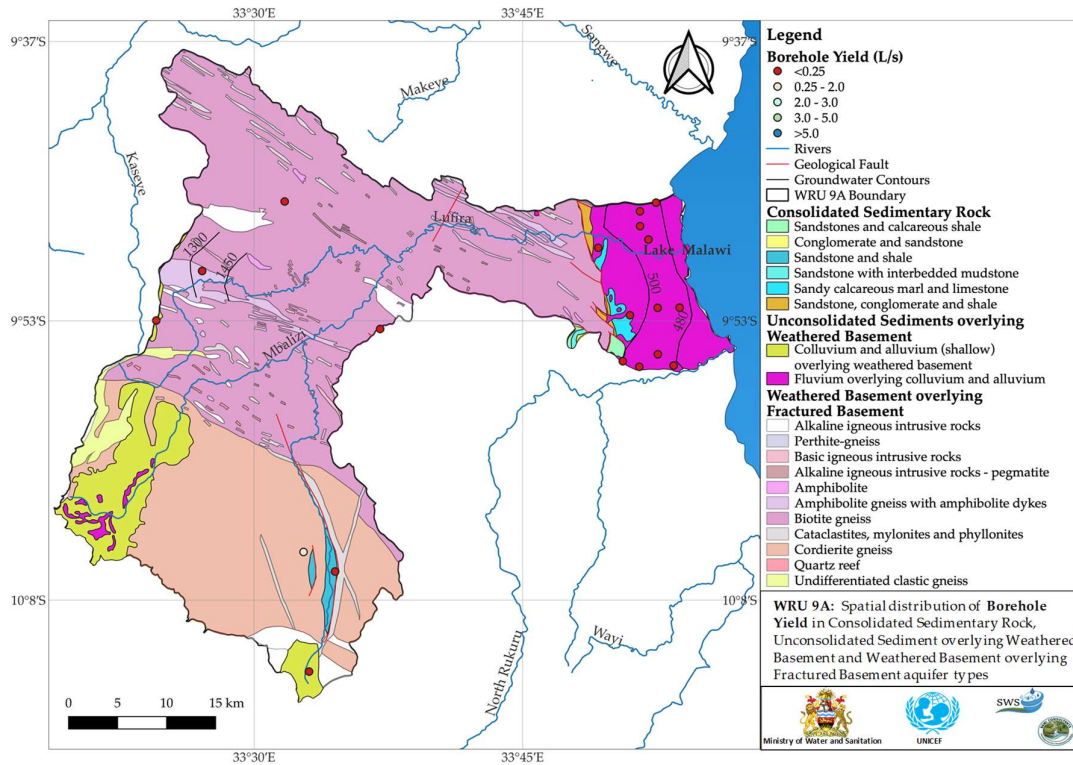 33°30'E
33°45'E
9°37'S
9°37'S
Songwe
Makeye
Kaseye
Lufira
Lake Malawi
1300
1450
500
480
9°53'S
9°53'S
Mbalizi
10°8'S
10°8'S
North Rukuru
Wayi
0 5 10 15 km
33°30'E
33°45'E
Legend
Borehole Yield (L/s)
<0.25
0.25 - 2.0
2.0 - 3.0
3.0 - 5.0
>5.0
Rivers
Geological Fault
Groundwater Contours
WRU 9A Boundary
Consolidated Sedimentary Rock
Sandstones and calcareous shale
Conglomerate and sandstone
Sandstone and shale
Sandstone with interbedded mudstone
Sandy calcareous marl and limestone
Sandstone, conglomerate and shale
Unconsolidated Sediments overlying
Weathered Basement
Colluvium and alluvium (shallow)
overlying weathered basement
Fluvium overlying colluvium and alluvium
Weathered Basement overlying
Fractured Basement
Alkaline igneous intrusive rocks
Perthite-gneiss
Basic igneous intrusive rocks
Alkaline igneous intrusive rocks - pegmatite
Amphibolite
Amphibolite gneiss with amphibolite dykes
Biotite gneiss
Cataclastites, mylonites and phyllonites
Cordierite gneiss
Quartz reef
Undifferentiated clastic gneiss
WRU 9A: Spatial distribution of Borehole
Yield in Consolidated Sedimentary Rock,
Unconsolidated Sediment overlying Weathered
Basement and Weathered Basement overlying
Fractured Basement aquifer types
Ministry of Water and Sanitation
UNICEF
SWS